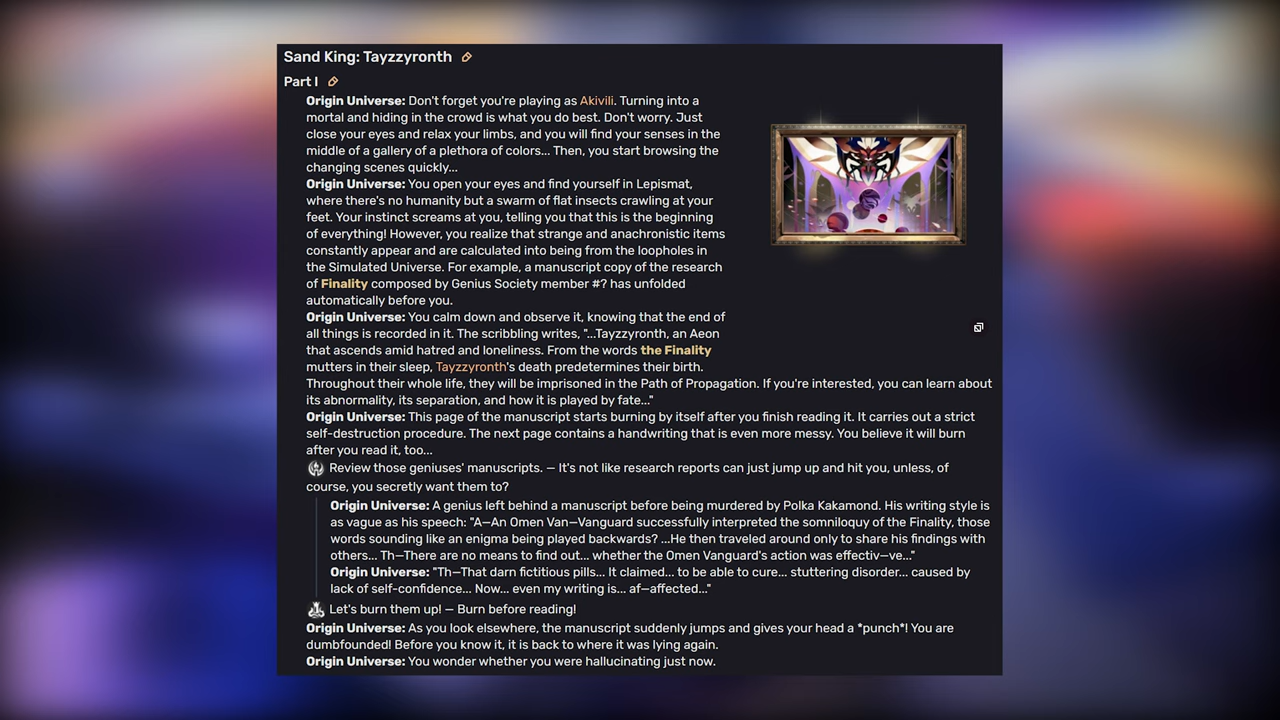 Sand King: Tayzzyronth
Part I
Origin Universe: Don't forget you're playing as Akivili. Turning into a
mortal and hiding in the crowd is what you do best. Don't worry. Just
close your eyes and relax your limbs, and you will find your senses in the
middle of a gallery of a plethora of colors... Then, you start browsing the
changing scenes quickly...
Origin Universe: You open your eyes and find yourself in Lepismat,
where there's no humanity but a swarm of flat insects crawling at your
feet. Your instinct screams at you, telling you that this is the beginning
of everything! However, you realize that strange and anachronistic items
constantly appear and are calculated into being from the loopholes in
the Simulated Universe. For example, a manuscript copy of the research
of Finality composed by Genius Society member #? has unfolded
automatically before you.
Origin Universe: You calm down and observe it, knowing that the end of
all things is recorded in it. The scribbling writes, "...Tayzzyronth, an Aeon
that ascends amid hatred and loneliness. From the words the Finality
mutters in their sleep, Tayzzyronth's death predetermines their birth.
Throughout their whole life, they will be imprisoned in the Path of Propagation. If you're interested, you can learn about
its abnormality, its separation, and how it is played by fate..."
Origin Universe: This page of the manuscript starts burning by itself after you finish reading it. It carries out a strict
self-destruction procedure. The next page contains a handwriting that is even more messy. You believe it will burn
after you read it, too...
Review those geniuses' manuscripts. — It's not like research reports can just jump up and hit you, unless, of
course, you secretly want them to?
Origin Universe: A genius left behind a manuscript before being murdered by Polka Kakamond. His writing style is
as vague as his speech: "A—An Omen Van—Vanguard successfully interpreted the somniloquy of the Finality, those
words sounding like an enigma being played backwards? ...He then traveled around only to share his findings with
others... Th—There are no means to find out... whether the Omen Vanguard's action was effectiv—ve..."
Origin Universe: "Th—That darn fictitious pills... It claimed... to be able to cure... stuttering disorder... caused by
lack of self-confidence... Now... even my writing is... af—affected..."
Let's burn them up! — Burn before reading!
Origin Universe: As you look elsewhere, the manuscript suddenly jumps and gives your head a *punch*! You are
dumbfounded! Before you know it, it is back to where it was lying again.
Origin Universe: You wonder whether you were hallucinating just now.